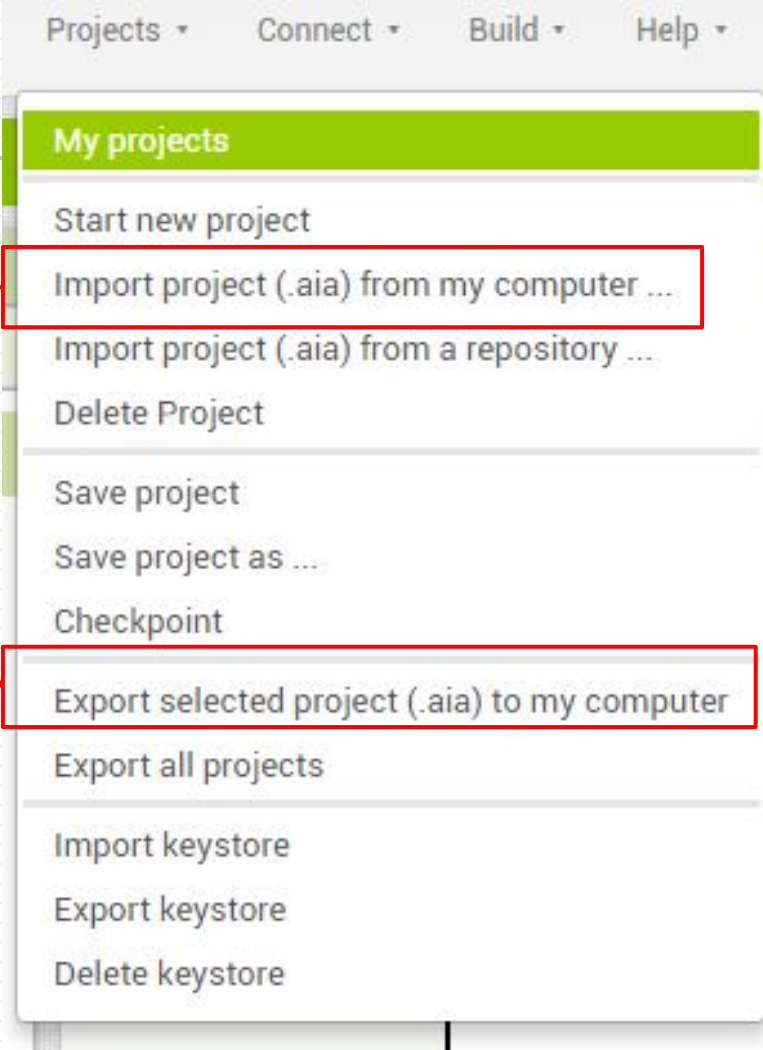 Projects Connect Build Help
My projects
Start new project
Import project (.aia) from my computer ...
Import project (.aia) from a repository ...
Delete Project
Save project
Save project as ...
Checkpoint
Export selected project (.aia) to my computer
Export all projects
Import keystore
Export keystore
Delete keystore